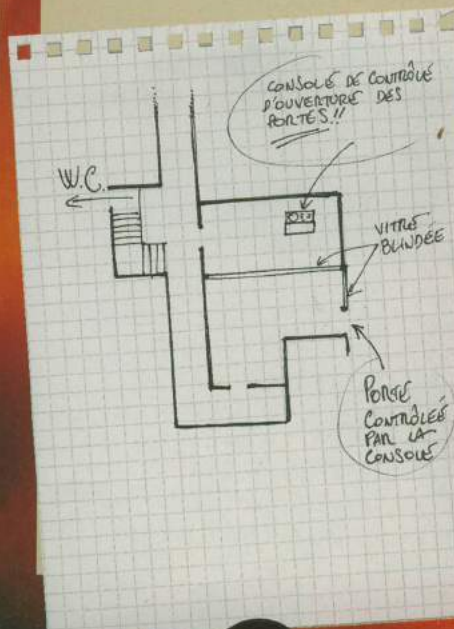 CONSOLE DE CONTRÔLE
D'OUVERTURE DES
PORTES!!
W.C.
VITRE
BLINDÉE
PORTE
CONTRÔLÉE
PAR LA
CONSOLE